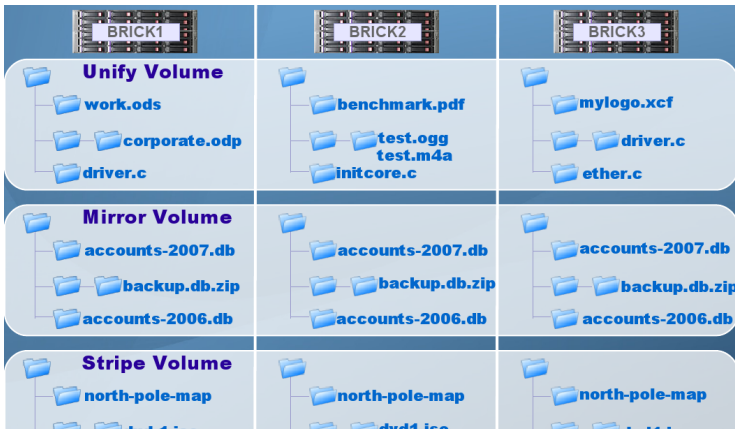 BRICK1 BRICK2 BRICK3
Unify Volume
work.ods benchmark.pdf mylogo.xcf
corporate.odp test.ogg driver.c
test.m4a
driver.c initcore.c ether.c
Mirror Volume
accounts-2007.db accounts-2007.db accounts-2007.db
backup.db.zip backup.db.zip backup.db.zip
accounts-2006.db accounts-2006.db accounts-2006.db
Stripe Volume
north-pole-map north-pole-map north-pole-map
dvd1.iso